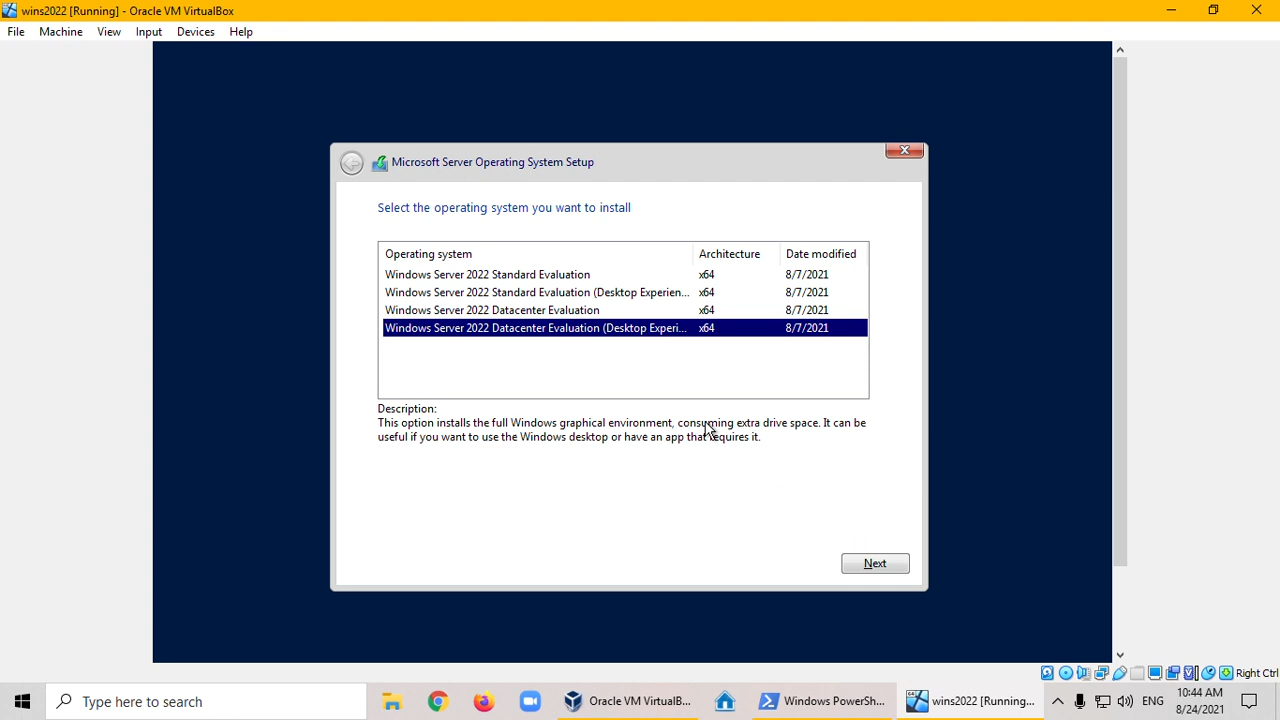 wins2022 [Running] - Oracle VM VirtualBox
File Machine View Input Devices Help
Microsoft Server Operating System Setup
Select the operating system you want to install
Operating system Architecture Date modified
Windows Server 2022 Standard Evaluation x64 8/7/2021
Windows Server 2022 Standard Evaluation (Desktop Experien... x64 8/7/2021
Windows Server 2022 Datacenter Evaluation x64 8/7/2021
Windows Server 2022 Datacenter Evaluation (Desktop Experi... x64 8/7/2021
Description:
This option installs the full Windows graphical environment, consuming extra drive space. It can be
useful if you want to use the Windows desktop or have an app that requires it.
Next
Right Ctrl
Type here to search
Oracle VM VirtualB...
Windows PowerSh...
wins2022 [Running...
ENG
10:44 AM
8/24/2021